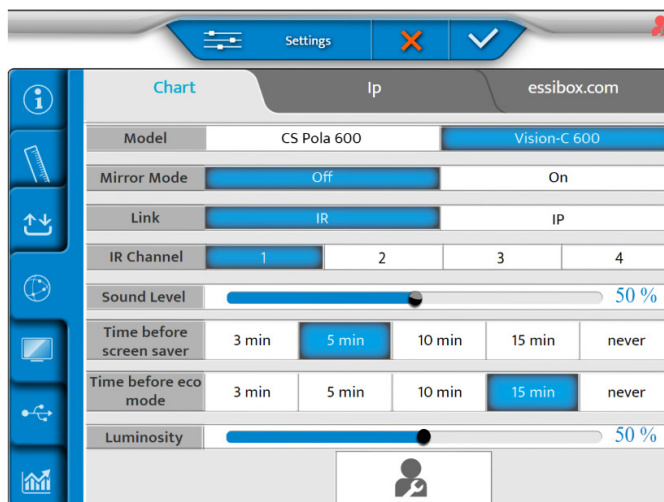 Settings
Chart Ip essibox.com
Model CS Pola 600 Vision-C 600
Mirror Mode Off On
Link IR IP
IR Channel 1 2 3 4
Sound Level 50 %
Time before
screen saver 3 min 5 min 10 min 15 min never
Time before eco
mode 3 min 5 min 10 min 15 min never
Luminosity 50 %